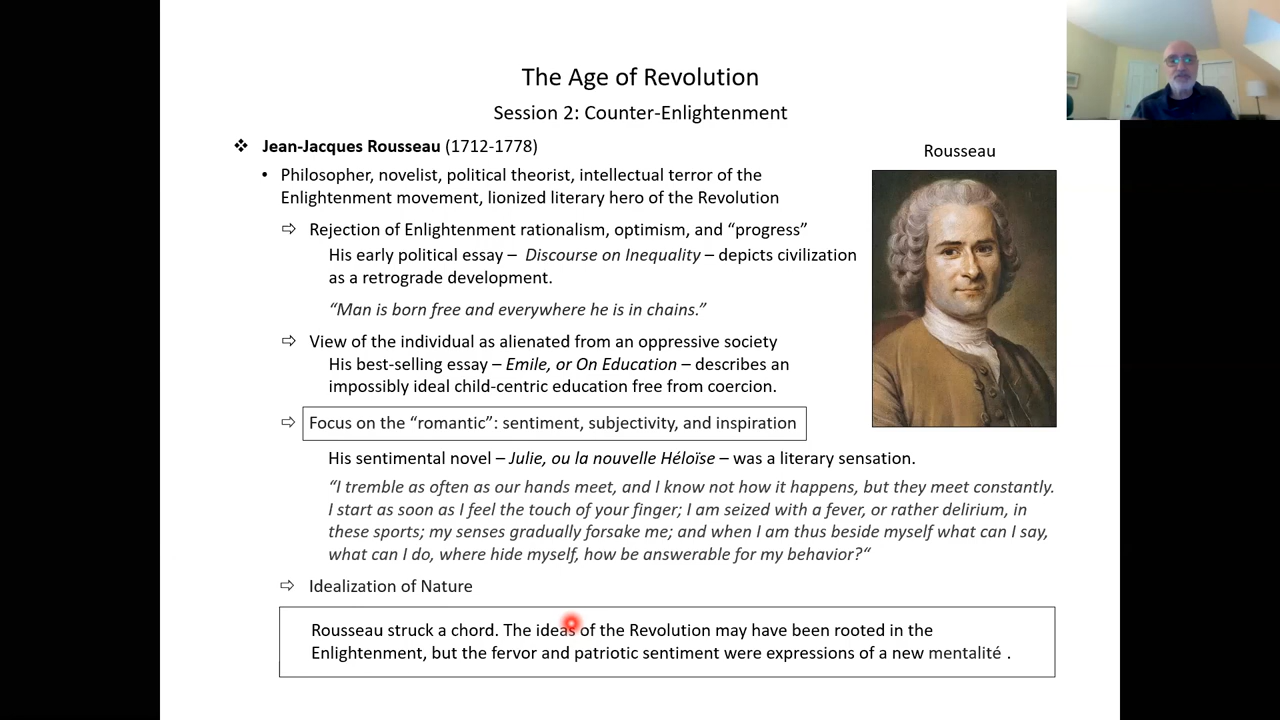 The Age of Revolution
Session 2: Counter-Enlightenment
❖ Jean-Jacques Rousseau (1712-1778)
Rousseau
• Philosopher, novelist, political theorist, intellectual terror of the
Enlightenment movement, lionized literary hero of the Revolution
⇨ Rejection of Enlightenment rationalism, optimism, and “progress”
His early political essay – Discourse on Inequality – depicts civilization
as a retrograde development.
“Man is born free and everywhere he is in chains.”
⇨ View of the individual as alienated from an oppressive society
His best-selling essay – Emile, or On Education – describes an
impossibly ideal child-centric education free from coercion.
⇨ Focus on the “romantic”: sentiment, subjectivity, and inspiration
His sentimental novel – Julie, ou la nouvelle Héloïse – was a literary sensation.
“I tremble as often as our hands meet, and I know not how it happens, but they meet constantly.
I start as soon as I feel the touch of your finger; I am seized with a fever, or rather delirium, in
these sports; my senses gradually forsake me; and when I am thus beside myself what can I say,
what can I do, where hide myself, how be answerable for my behavior?“
⇨ Idealization of Nature
Rousseau struck a chord. The ideas of the Revolution may have been rooted in the
Enlightenment, but the fervor and patriotic sentiment were expressions of a new mentalité .